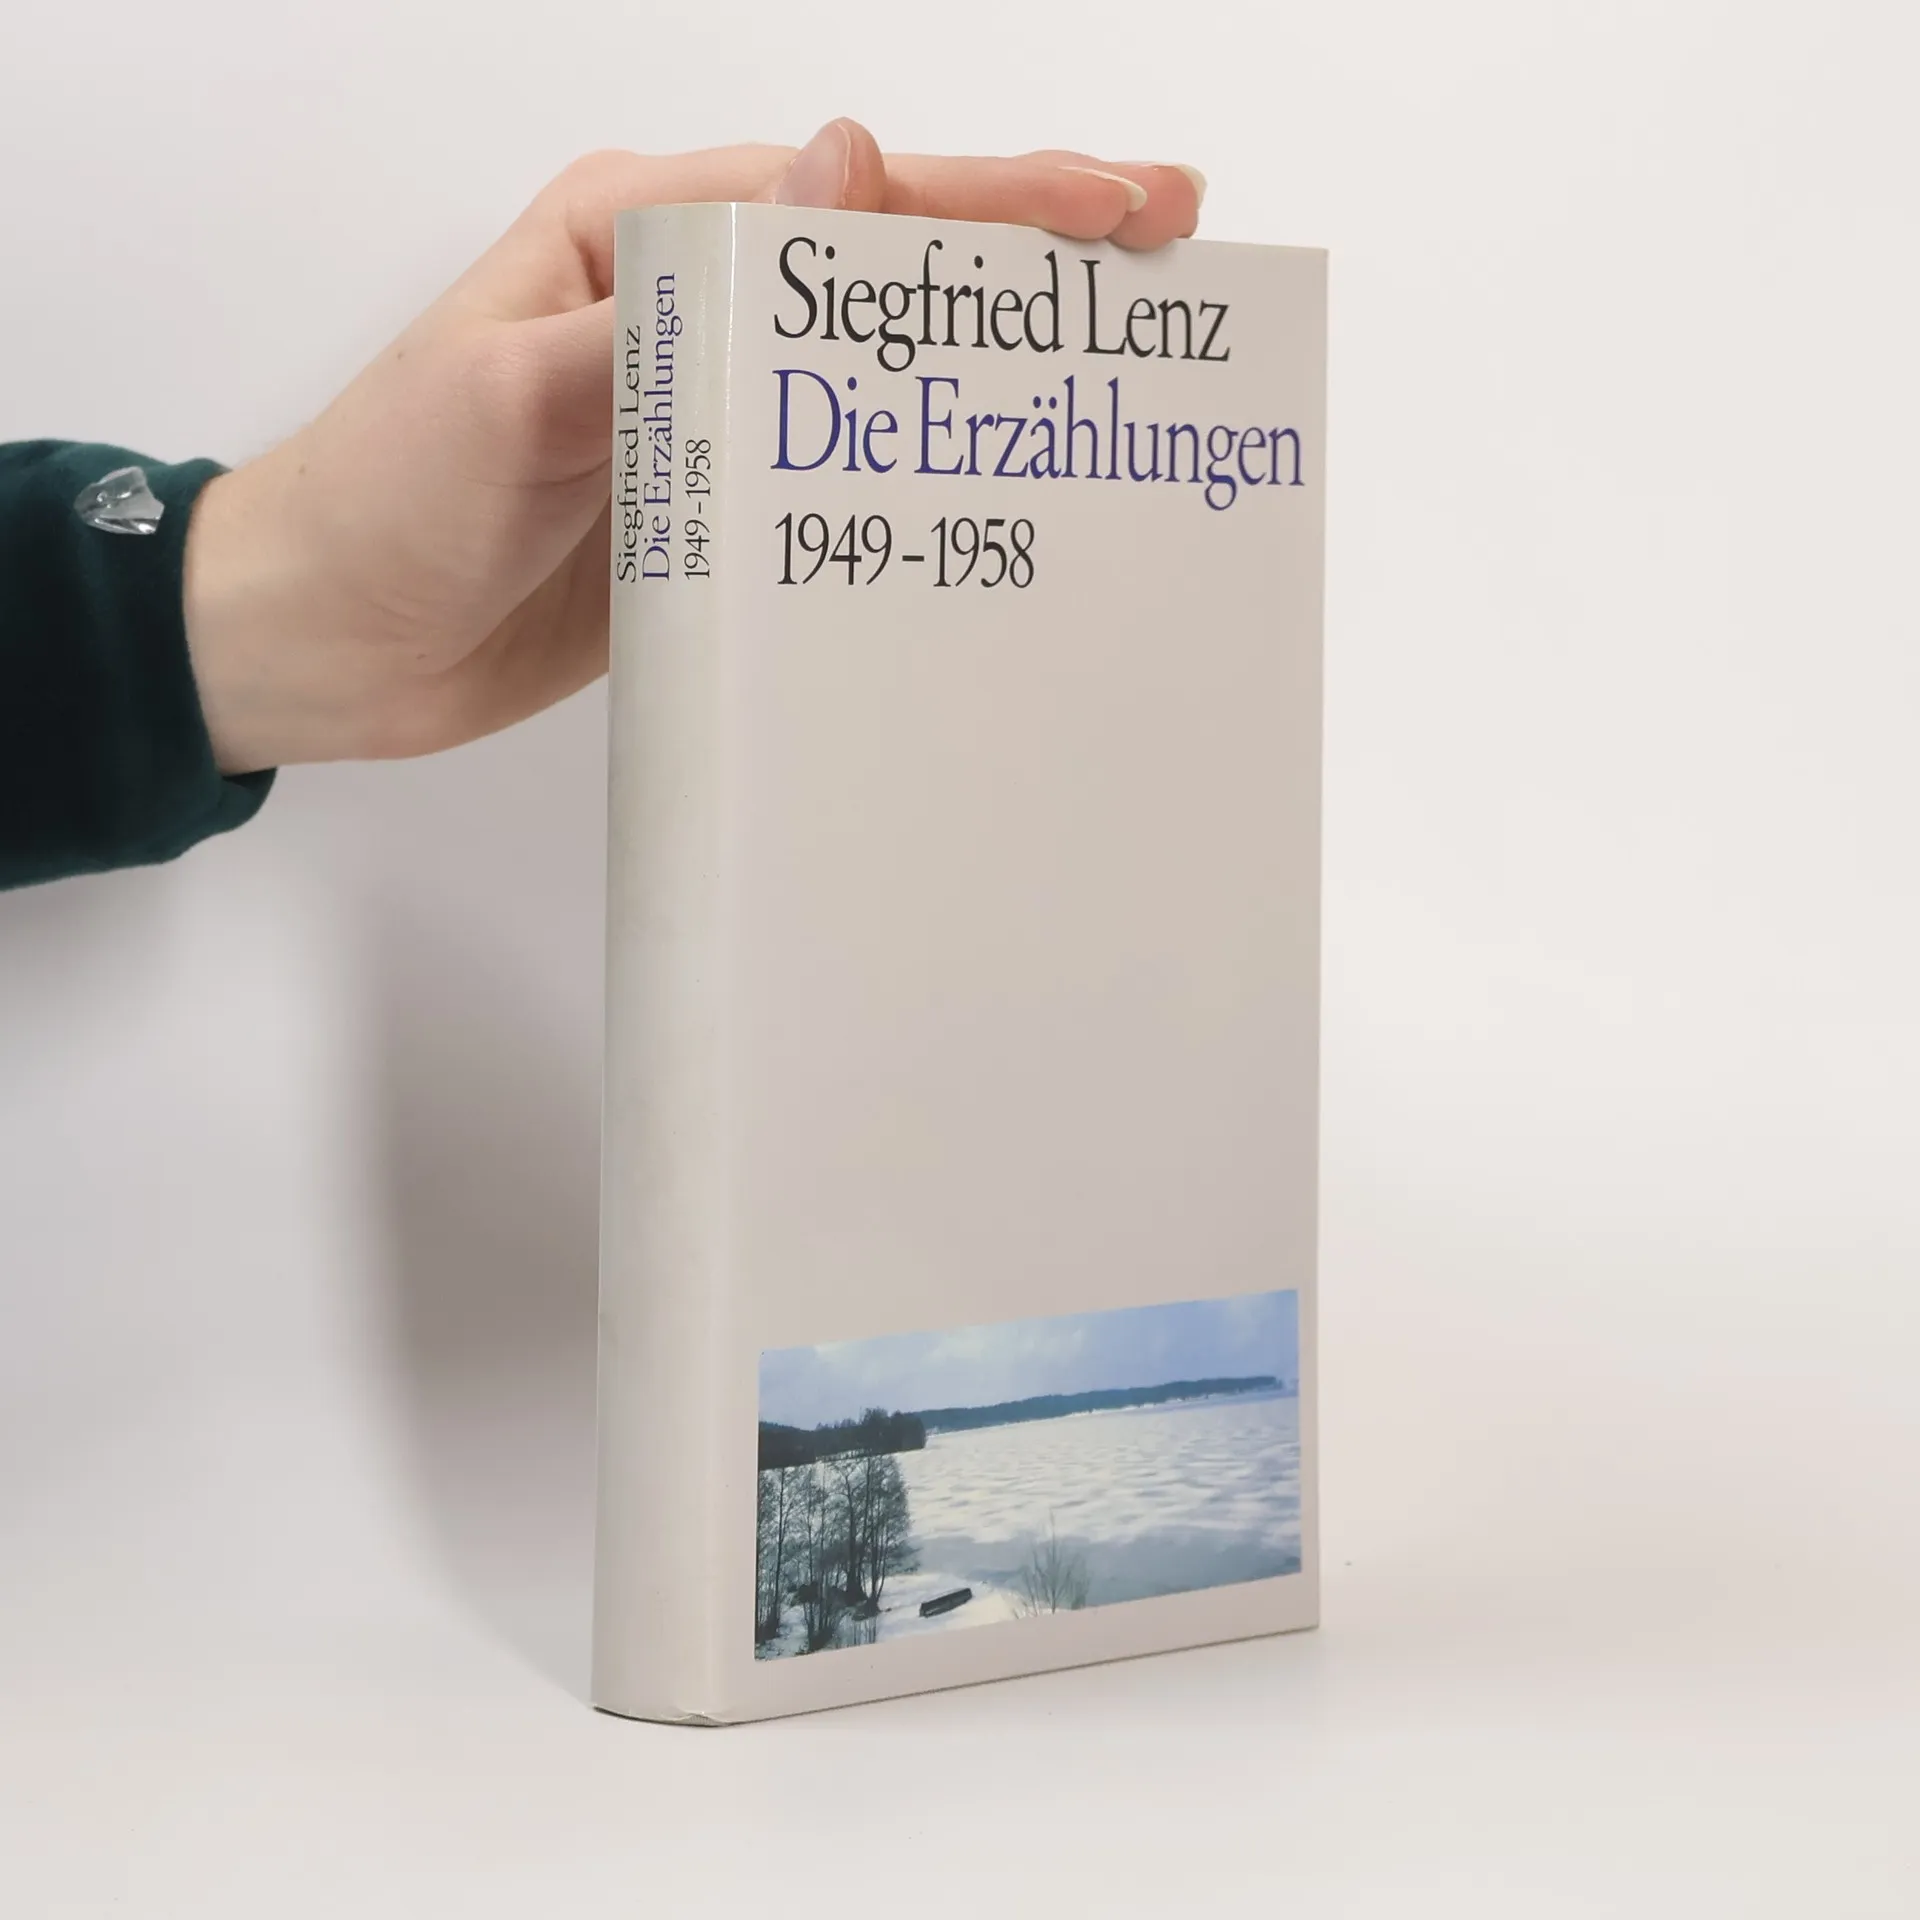 Siegfried Lenz
Die Erzählungen
1949–1958
Siegfried Lenz
Die Erzählungen
1949–1958